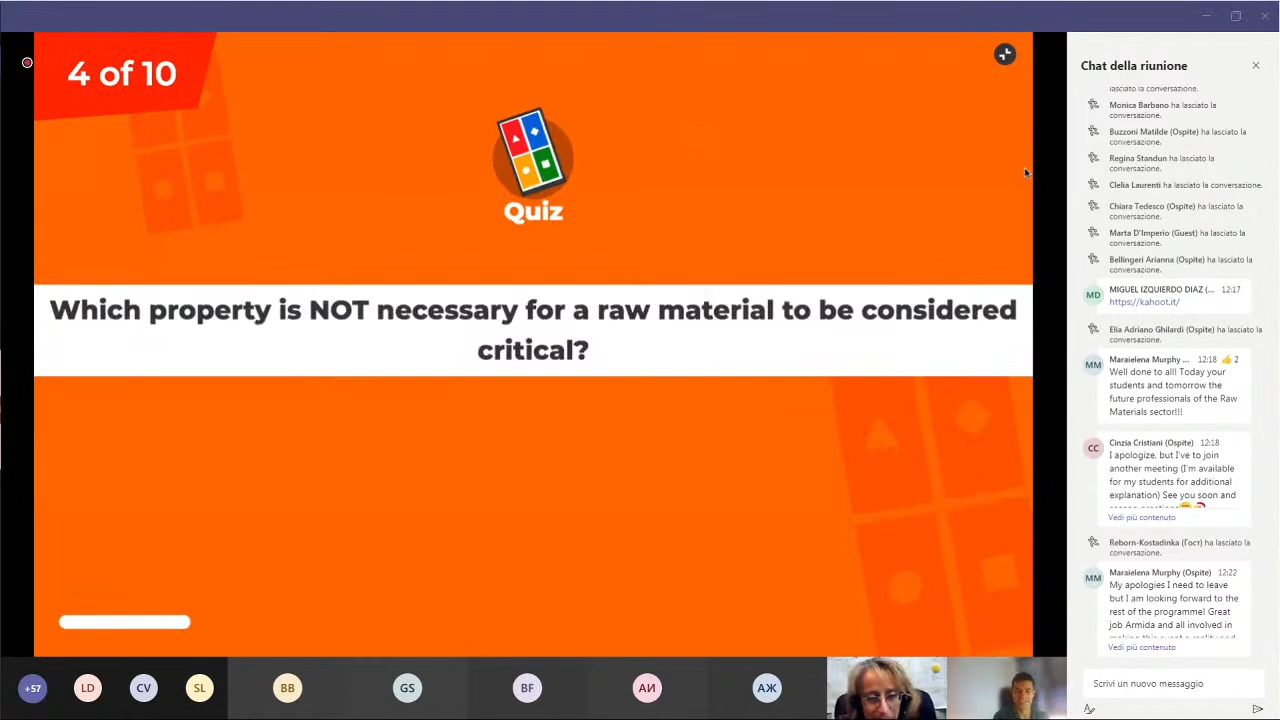 4 of 10
Quiz
Which property is NOT necessary for a raw material to be considered
critical?
Chat della riunione
lasciato la conversazione.
Monica Barbano ha lasciato la
conversazione.
Buzzoni Matilde (Ospite) ha lasciato la
conversazione.
Regina Standun ha lasciato la
conversazione.
Clelia Laurenti ha lasciato la conversazione.
Chiara Tedesco (Ospite) ha lasciato la
conversazione.
Marta D'Imperio (Guest) ha lasciato la
conversazione.
Bellingeri Arianna (Ospite) ha lasciato la
conversazione.
MD
MIGUEL IZQUIERDO DIAZ (... 12:17
https://kahoot.it/
Elia Adriano Ghilardi (Ospite) ha lasciato la
conversazione.
MM
Maraielena Murphy ... 12:18 👍 2
Well done to all! Today your
students and tomorrow the
future professionals of the Raw
Materials sector!!!
CC
Cinzia Cristiani (Ospite) 12:18
I apologize, but I've to join
another meeting (I'm available
for my students for additional
explanation) See you soon and
Vedi più contenuto
Reborn-Kostadinka (Гост) ha lasciato la
conversazione.
MM
Maraielena Murphy (Ospite) 12:22
My apologies I need to leave
but I am looking forward to the
rest of the programme! Great
job Armida and all involved in
Vedi più contenuto
Scrivi un nuovo messaggio
+57 LD CV SL BB GS BF АИ АЖ